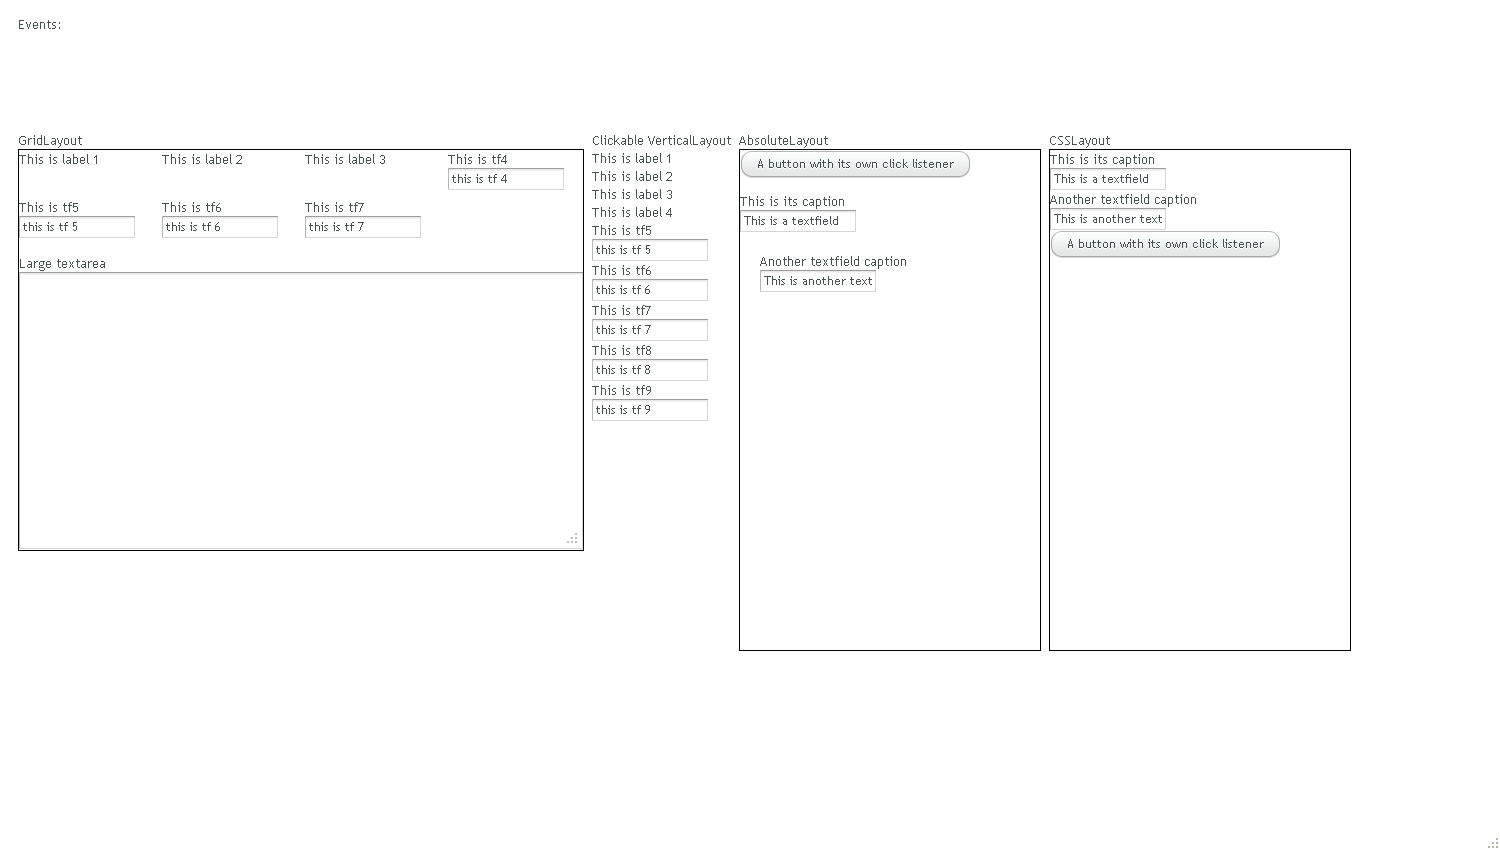 Events:
GridLayout
This is label 1
This is label 2
This is label 3
This is tf4
this is tf 4
This is tf5
This is tf6
This is tf7
this is tf 5
this is tf 6
this is tf 7
Large textarea
Clickable VerticalLayout
This is label 1
This is label 2
This is label 3
This is label 4
This is tf5
this is tf 5
This is tf6
this is tf 6
This is tf7
this is tf 7
This is tf8
this is tf 8
This is tf9
this is tf 9
AbsoluteLayout
A button with its own click listener
This is its caption
This is a textfield
Another textfield caption
This is another text
CSSLayout
This is its caption
This is a textfield
Another textfield caption
This is another text
A button with its own click listener